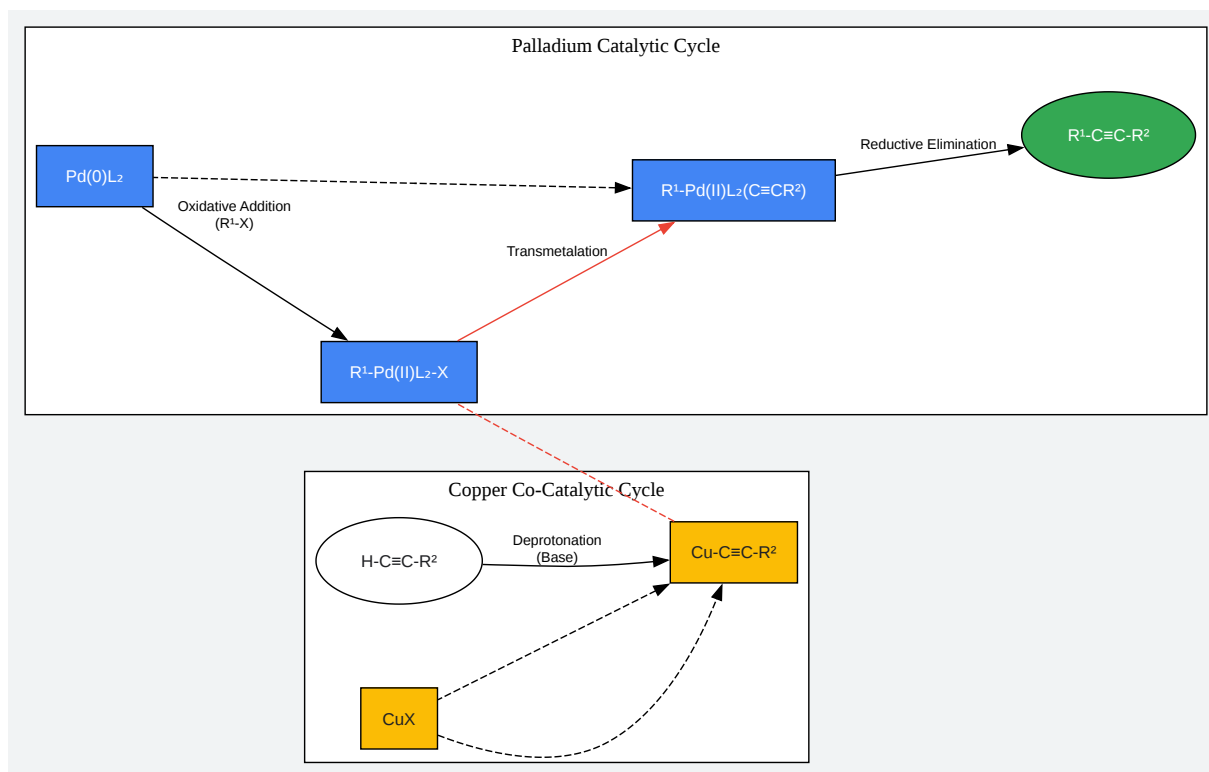 Palladium Catalytic Cycle
Pd(0)L₂
Oxidative Addition
(R¹-X)
R¹-Pd(II)L₂(C≡CR²)
Reductive Elimination
R¹-C≡C-R²
Transmetalation
R¹-Pd(II)L₂-X
Copper Co-Catalytic Cycle
H-C≡C-R²
Deprotonation
(Base)
Cu-C≡C-R²
CuX